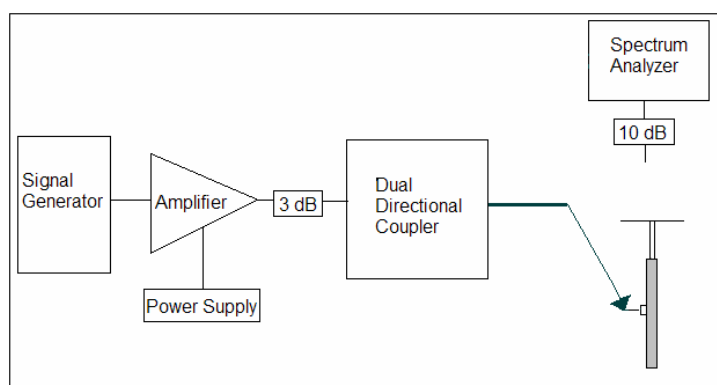 Spectrum
Analyzer
10 dB
Signal
Generator
Amplifier
3 dB
Dual
Directional
Coupler
Power Supply